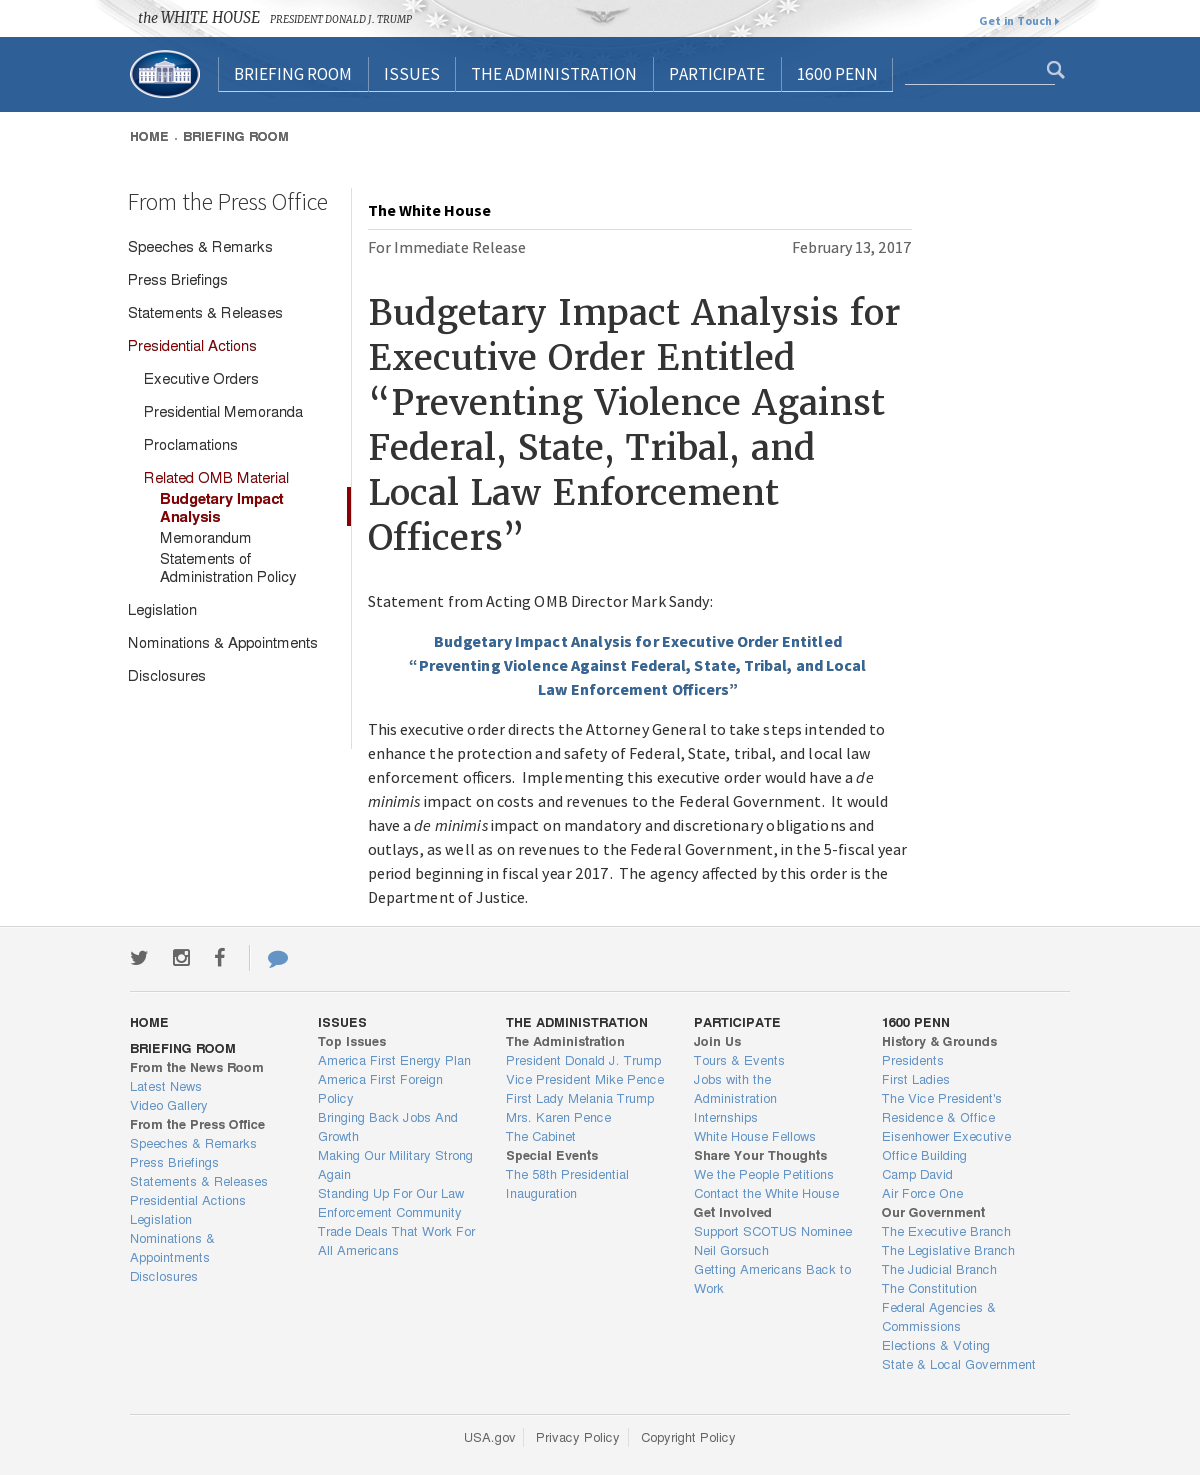 the WHITE HOUSE PRESIDENT DONALD J. TRUMP
Get in Touch
BRIEFING ROOM ISSUES THE ADMINISTRATION PARTICIPATE 1600 PENN
HOME · BRIEFING ROOM
From the Press Office
Speeches & Remarks
Press Briefings
Statements & Releases
Presidential Actions
Executive Orders
Presidential Memoranda
Proclamations
Related OMB Material
Budgetary Impact
Analysis
Memorandum
Statements of
Administration Policy
Legislation
Nominations & Appointments
Disclosures
The White House
For Immediate Release February 13, 2017
Budgetary Impact Analysis for
Executive Order Entitled
“Preventing Violence Against
Federal, State, Tribal, and
Local Law Enforcement
Officers”
Statement from Acting OMB Director Mark Sandy:
Budgetary Impact Analysis for Executive Order Entitled
“Preventing Violence Against Federal, State, Tribal, and Local
Law Enforcement Officers”
This executive order directs the Attorney General to take steps intended to
enhance the protection and safety of Federal, State, tribal, and local law
enforcement officers.  Implementing this executive order would have a de
minimis impact on costs and revenues to the Federal Government.  It would
have a de minimis impact on mandatory and discretionary obligations and
outlays, as well as on revenues to the Federal Government, in the 5-fiscal year
period beginning in fiscal year 2017.  The agency affected by this order is the
Department of Justice.
HOME
BRIEFING ROOM
From the News Room
Latest News
Video Gallery
From the Press Office
Speeches & Remarks
Press Briefings
Statements & Releases
Presidential Actions
Legislation
Nominations &
Appointments
Disclosures
ISSUES
Top Issues
America First Energy Plan
America First Foreign
Policy
Bringing Back Jobs And
Growth
Making Our Military Strong
Again
Standing Up For Our Law
Enforcement Community
Trade Deals That Work For
All Americans
THE ADMINISTRATION
The Administration
President Donald J. Trump
Vice President Mike Pence
First Lady Melania Trump
Mrs. Karen Pence
The Cabinet
Special Events
The 58th Presidential
Inauguration
PARTICIPATE
Join Us
Tours & Events
Jobs with the
Administration
Internships
White House Fellows
Share Your Thoughts
We the People Petitions
Contact the White House
Get Involved
Support SCOTUS Nominee
Neil Gorsuch
Getting Americans Back to
Work
1600 PENN
History & Grounds
Presidents
First Ladies
The Vice President's
Residence & Office
Eisenhower Executive
Office Building
Camp David
Air Force One
Our Government
The Executive Branch
The Legislative Branch
The Judicial Branch
The Constitution
Federal Agencies &
Commissions
Elections & Voting
State & Local Government
USA.gov Privacy Policy Copyright Policy